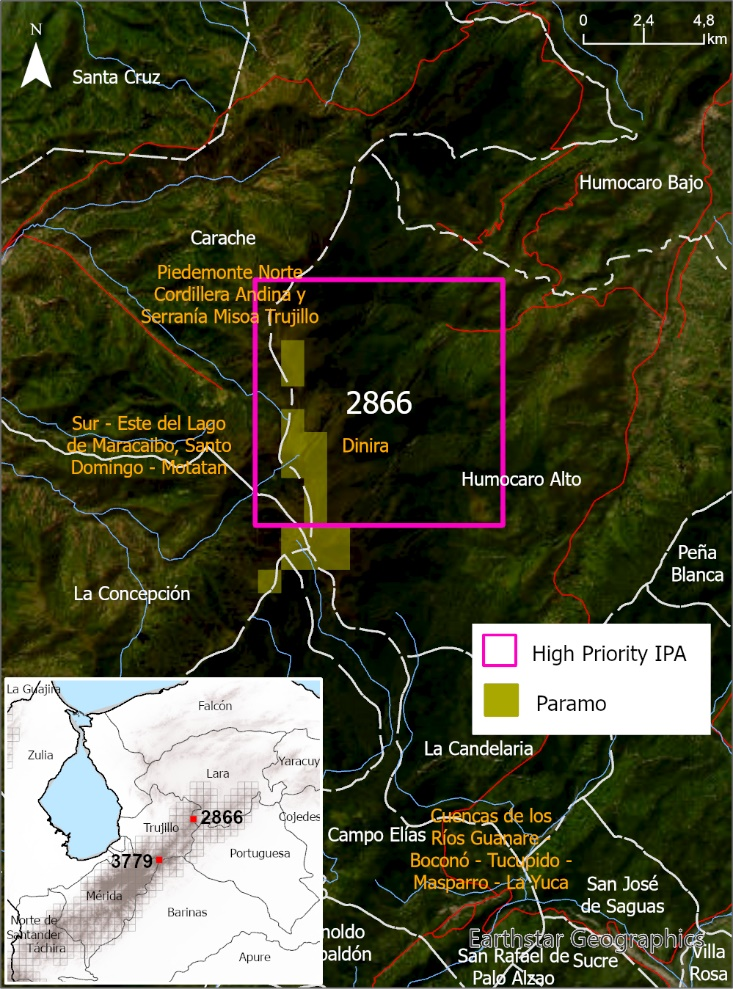 N
0 2,4 4,8
km
Santa Cruz
Humocaro Bajo
Villa
Rosa
Carache
Piedemonte Norte
Cordillera Andina y
Serranía Misoa Trujillo
2866
Sur - Este del Lago
de Maracaibo, Santo
Domingo - Motatan
Dinira
Humocaro Alto
Peña
Blanca
La Concepción
High Priority IPA
Paramo
La Candelaria
Cuencas de los
Ríos Guanare -
Boconó - Tucupido -
Masparro - La Yuca
Campo Elías
San José
de Saguas
noldo
baldón
Earthstar Geographics
San Rafael de
Palo Alzao
Sucre
Villa
Rosa
La Guajira
Falcón
Zulia
Yaracuy
Lara
2866
Cojedes
Trujillo
3779
Portuguesa
Mérida
Barinas
Norte de
Santander
Táchira
Apure